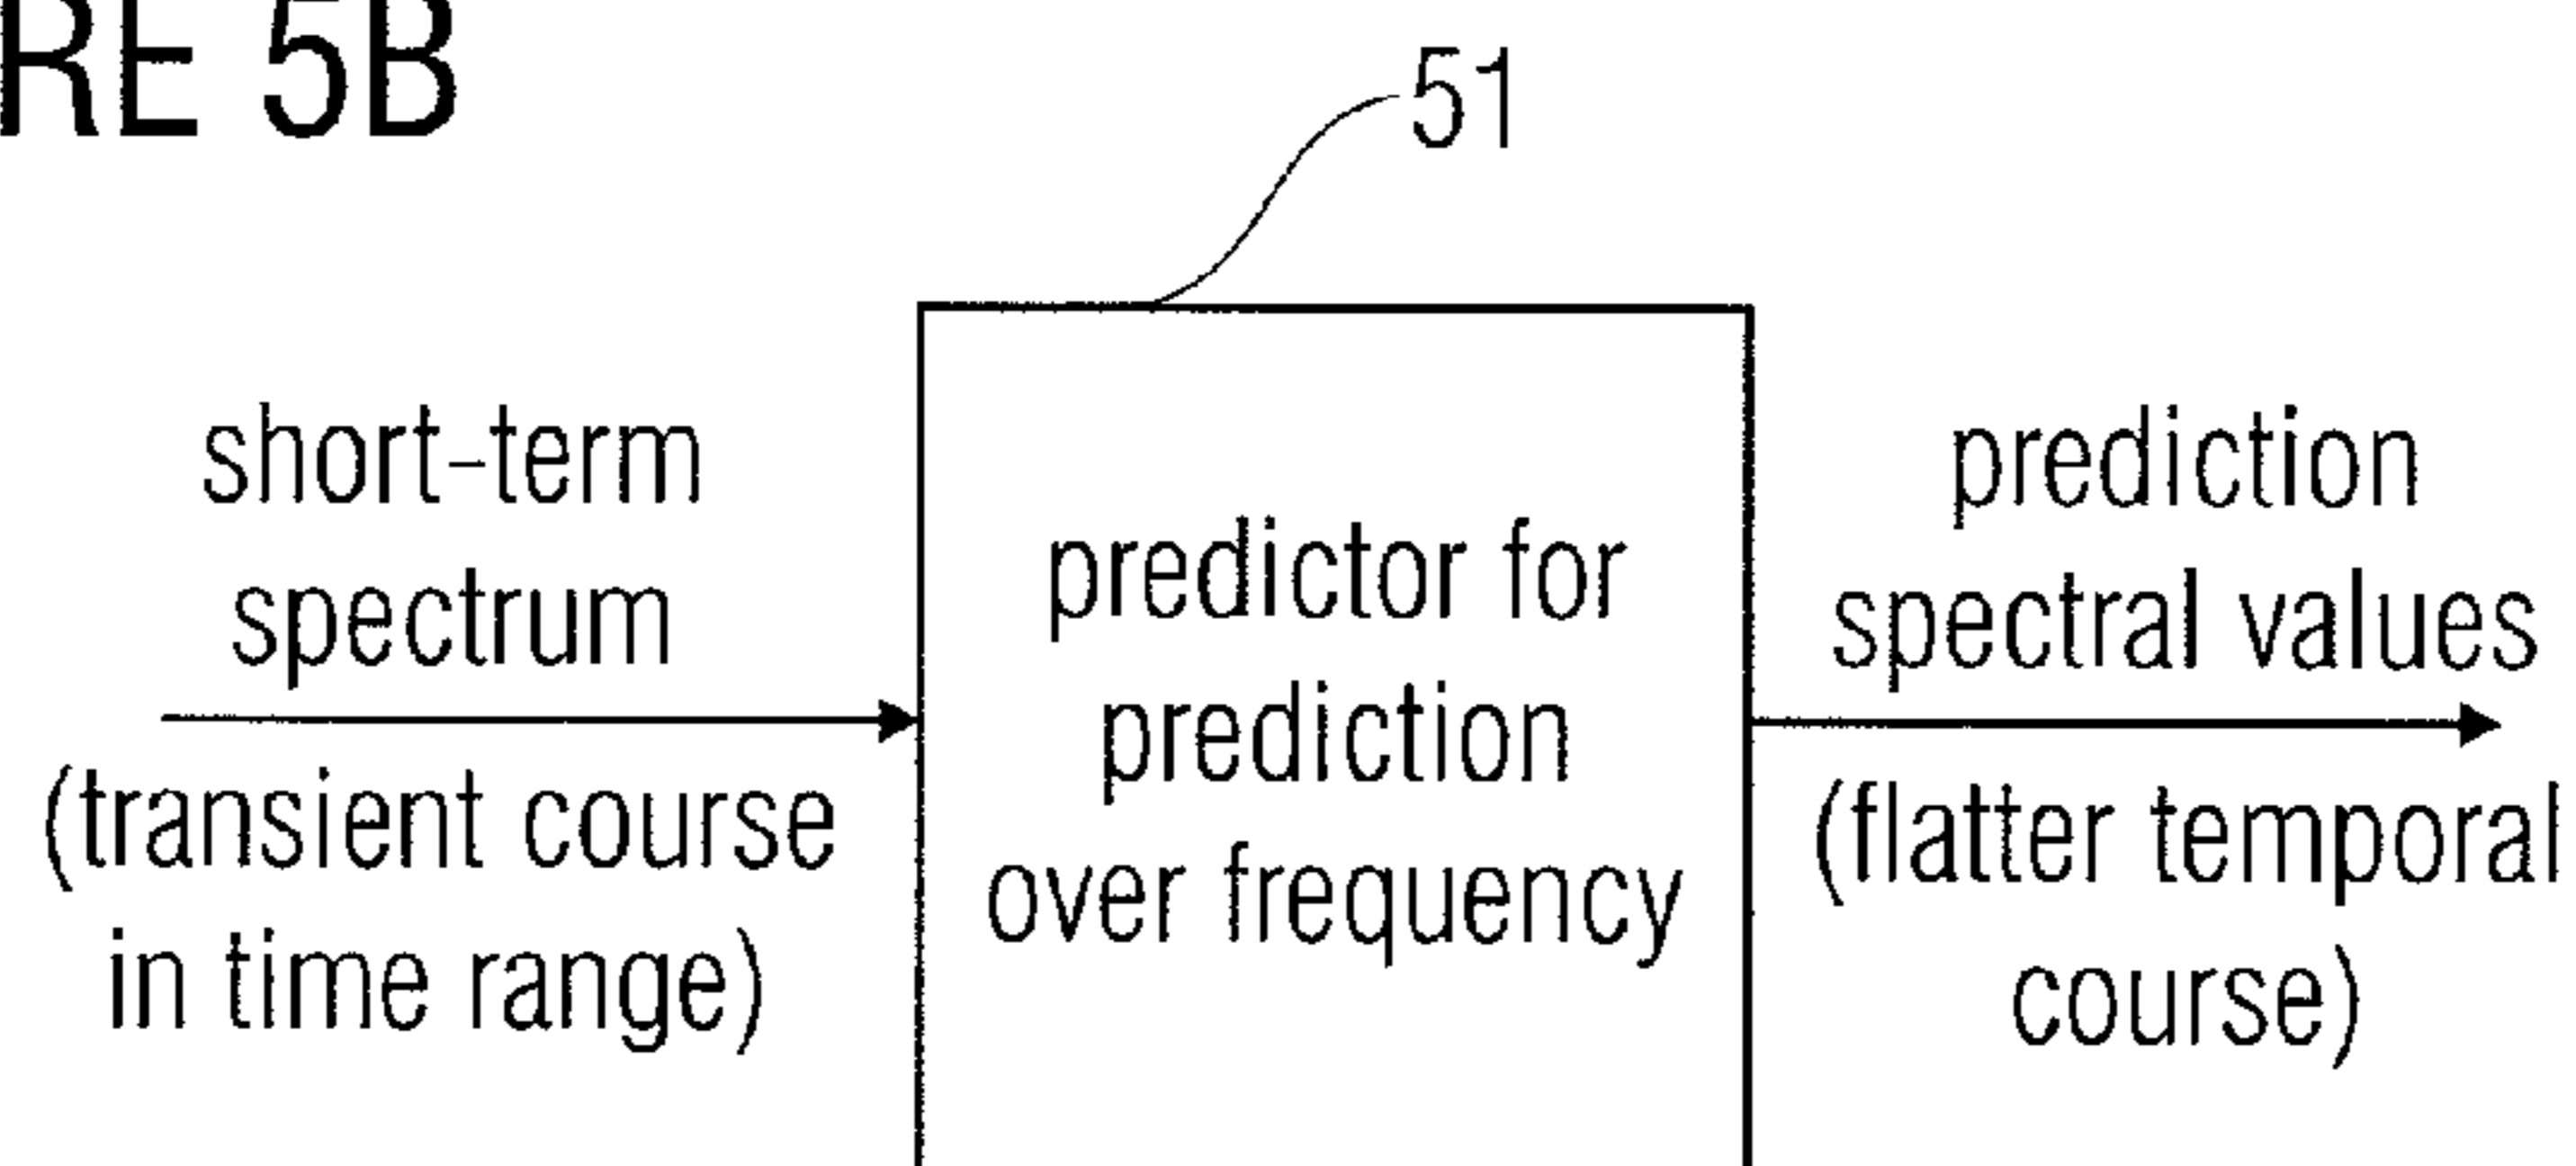 RE 5B
51
short-term
spectrum
(transient course
in time range)
predictor for
prediction
over frequency
prediction
spectral values
(flatter temporal
course)